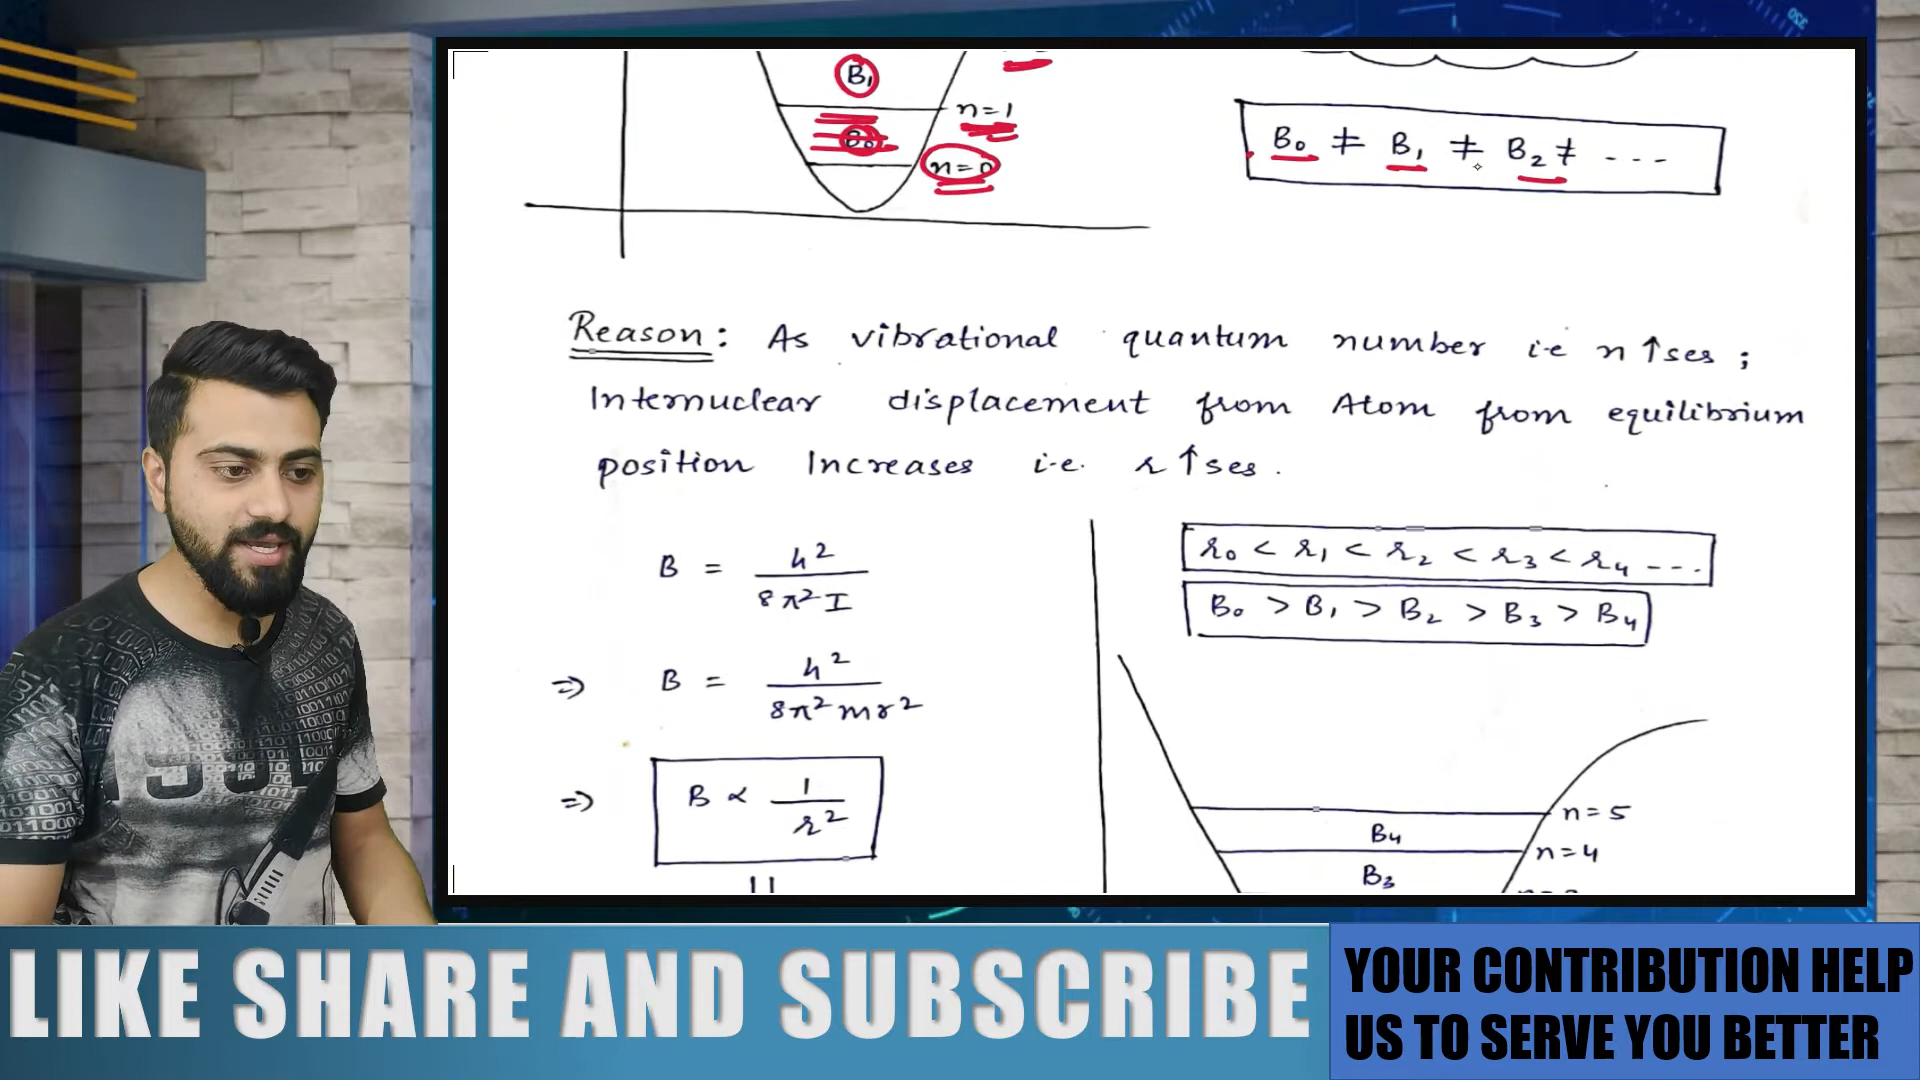 B₁
n=1
B₀
n=0
B₀ ≠ B₁ ≠ B₂ ≠ ---
Reason: As vibrational quantum number i.e n ↑ses ;
Internuclear displacement from Atom from equilibrium
position Increases i.e. r ↑ses .
B = h² / 8π²I
⇒ B = h² / 8π²mr²
⇒ B ∝ 1 / r²
r₀ < r₁ < r₂ < r₃ < r₄ ---.
B₀ > B₁ > B₂ > B₃ > B₄
n=5
B₄
n=4
B₃
LIKE SHARE AND SUBSCRIBE
YOUR CONTRIBUTION HELP
US TO SERVE YOU BETTER